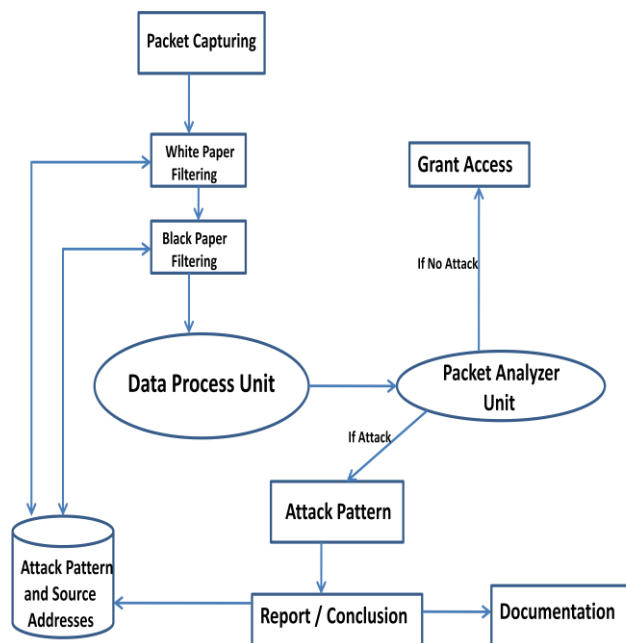 Packet Capturing
White Paper
Filtering
Grant Access
Black Paper
Filtering
If No Attack
Data Process Unit
Packet Analyzer
Unit
If Attack
Attack Pattern
Attack Pattern
and Source
Addresses
Report / Conclusion
Documentation